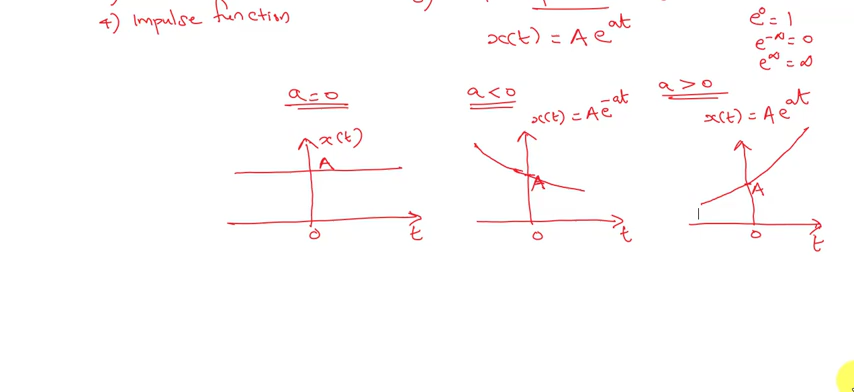 4) Impulse function
x(t) = A e^at
e^0 = 1
e^-∞ = 0
e^∞ = ∞
a = 0
a < 0
a > 0
x(t) = A e^-at
x(t) = A e^at
x(t)
A
A
A
0
t
0
t
0
t